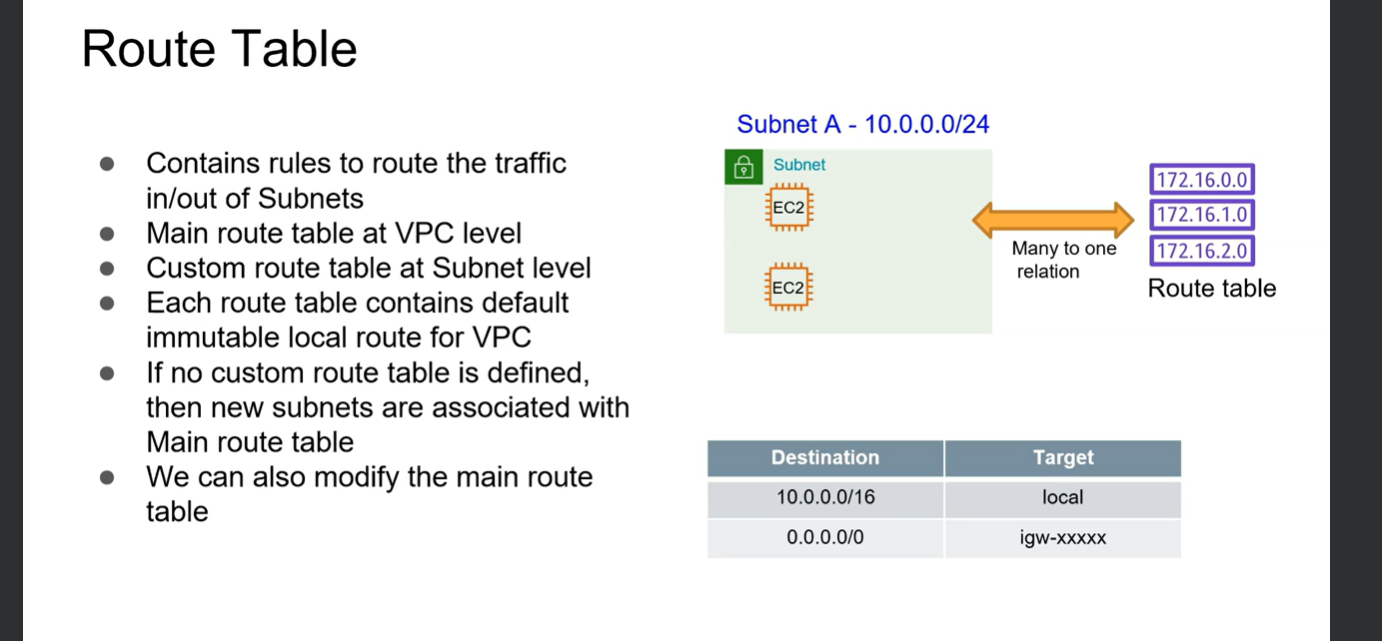 Route Table
Contains rules to route the traffic
in/out of Subnets
Main route table at VPC level
Custom route table at Subnet level
Each route table contains default
immutable local route for VPC
If no custom route table is defined,
then new subnets are associated with
Main route table
We can also modify the main route
table
Subnet A - 10.0.0.0/24
Subnet
EC2
EC2
Many to one
relation
172.16.0.0
172.16.1.0
172.16.2.0
Route table
Destination Target
10.0.0.0/16 local
0.0.0.0/0 igw-xxxxx